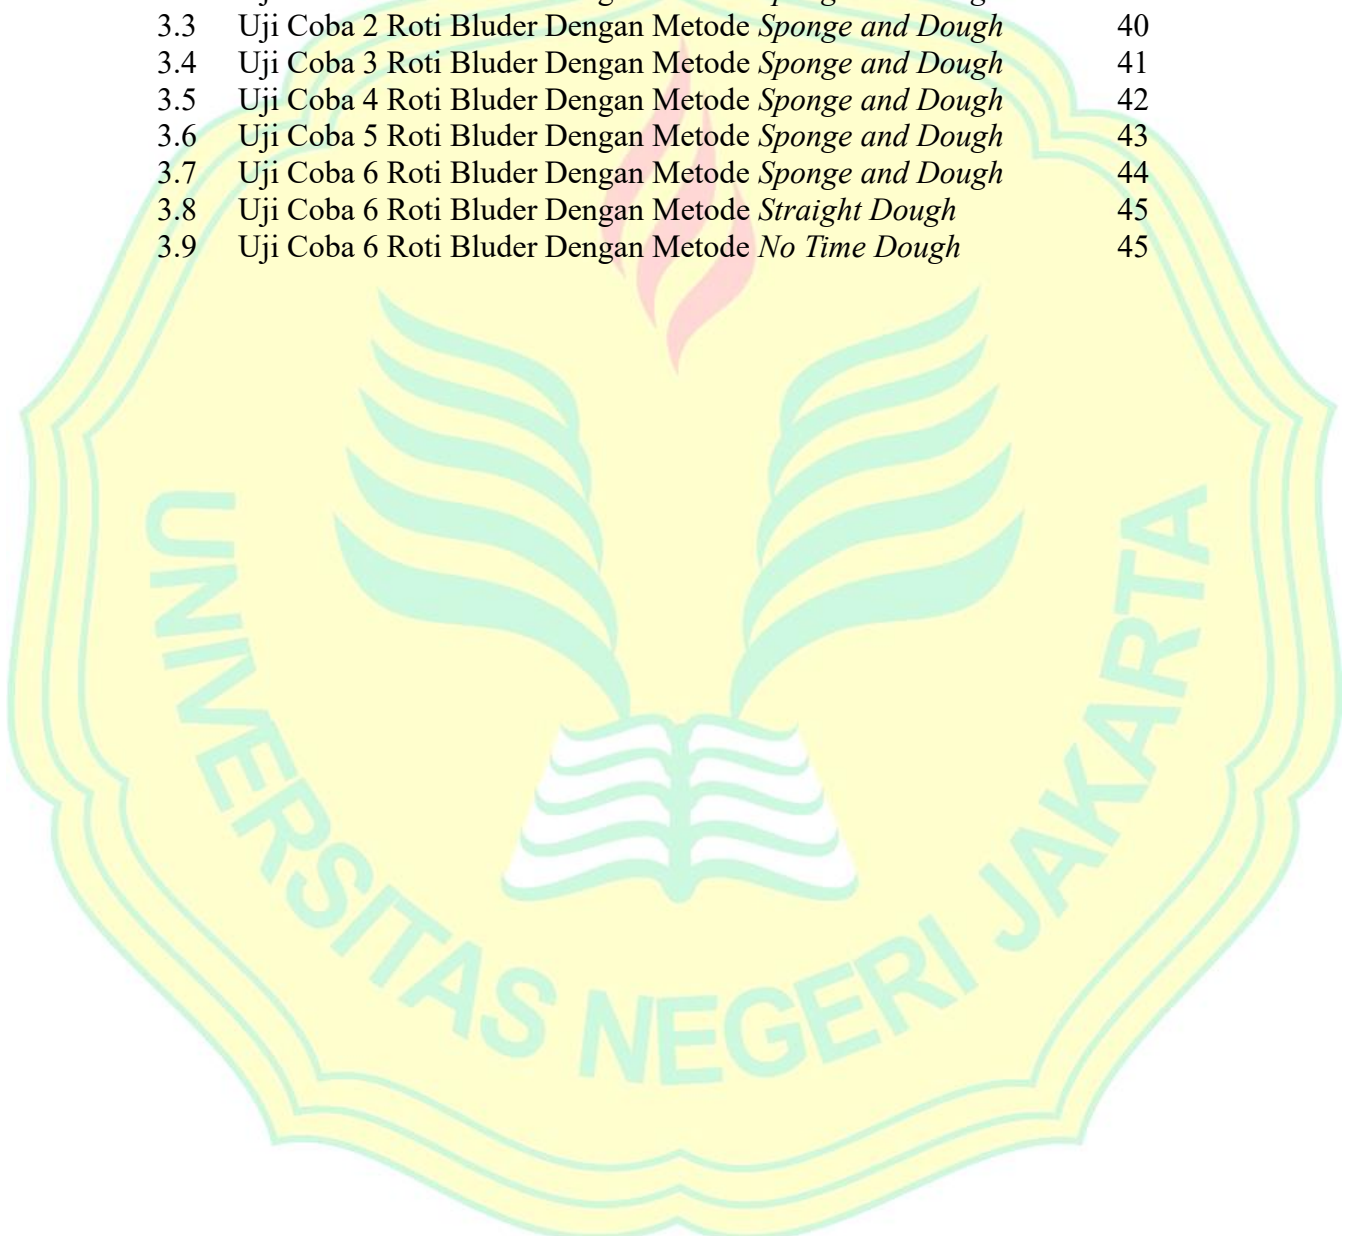 3.3 Uji Coba 2 Roti Bluder Dengan Metode Sponge and Dough 40
3.4 Uji Coba 3 Roti Bluder Dengan Metode Sponge and Dough 41
3.5 Uji Coba 4 Roti Bluder Dengan Metode Sponge and Dough 42
3.6 Uji Coba 5 Roti Bluder Dengan Metode Sponge and Dough 43
3.7 Uji Coba 6 Roti Bluder Dengan Metode Sponge and Dough 44
3.8 Uji Coba 6 Roti Bluder Dengan Metode Straight Dough 45
3.9 Uji Coba 6 Roti Bluder Dengan Metode No Time Dough 45
UNIVERSITAS NEGERI JAKARTA